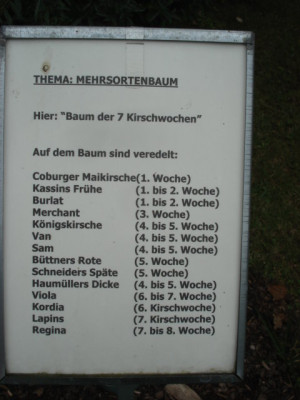 THEMA: MEHRSORTENBAUM
Hier: "Baum der 7 Kirschwochen"
Auf dem Baum sind veredelt:
Coburger Maikirsche(1. Woche)
Kassins Frühe (1. bis 2. Woche)
Burlat (1. bis 2. Woche)
Merchant (3. Woche)
Königskirsche (4. bis 5. Woche)
Van (4. bis 5. Woche)
Sam (4. bis 5. Woche)
Büttners Rote (5. Woche)
Schneiders Späte (5. Woche)
Haumüllers Dicke (4. bis 5. Woche)
Viola (6. bis 7. Woche)
Kordia (6. Kirschwoche)
Lapins (7. Kirschwoche)
Regina (7. bis 8. Woche)